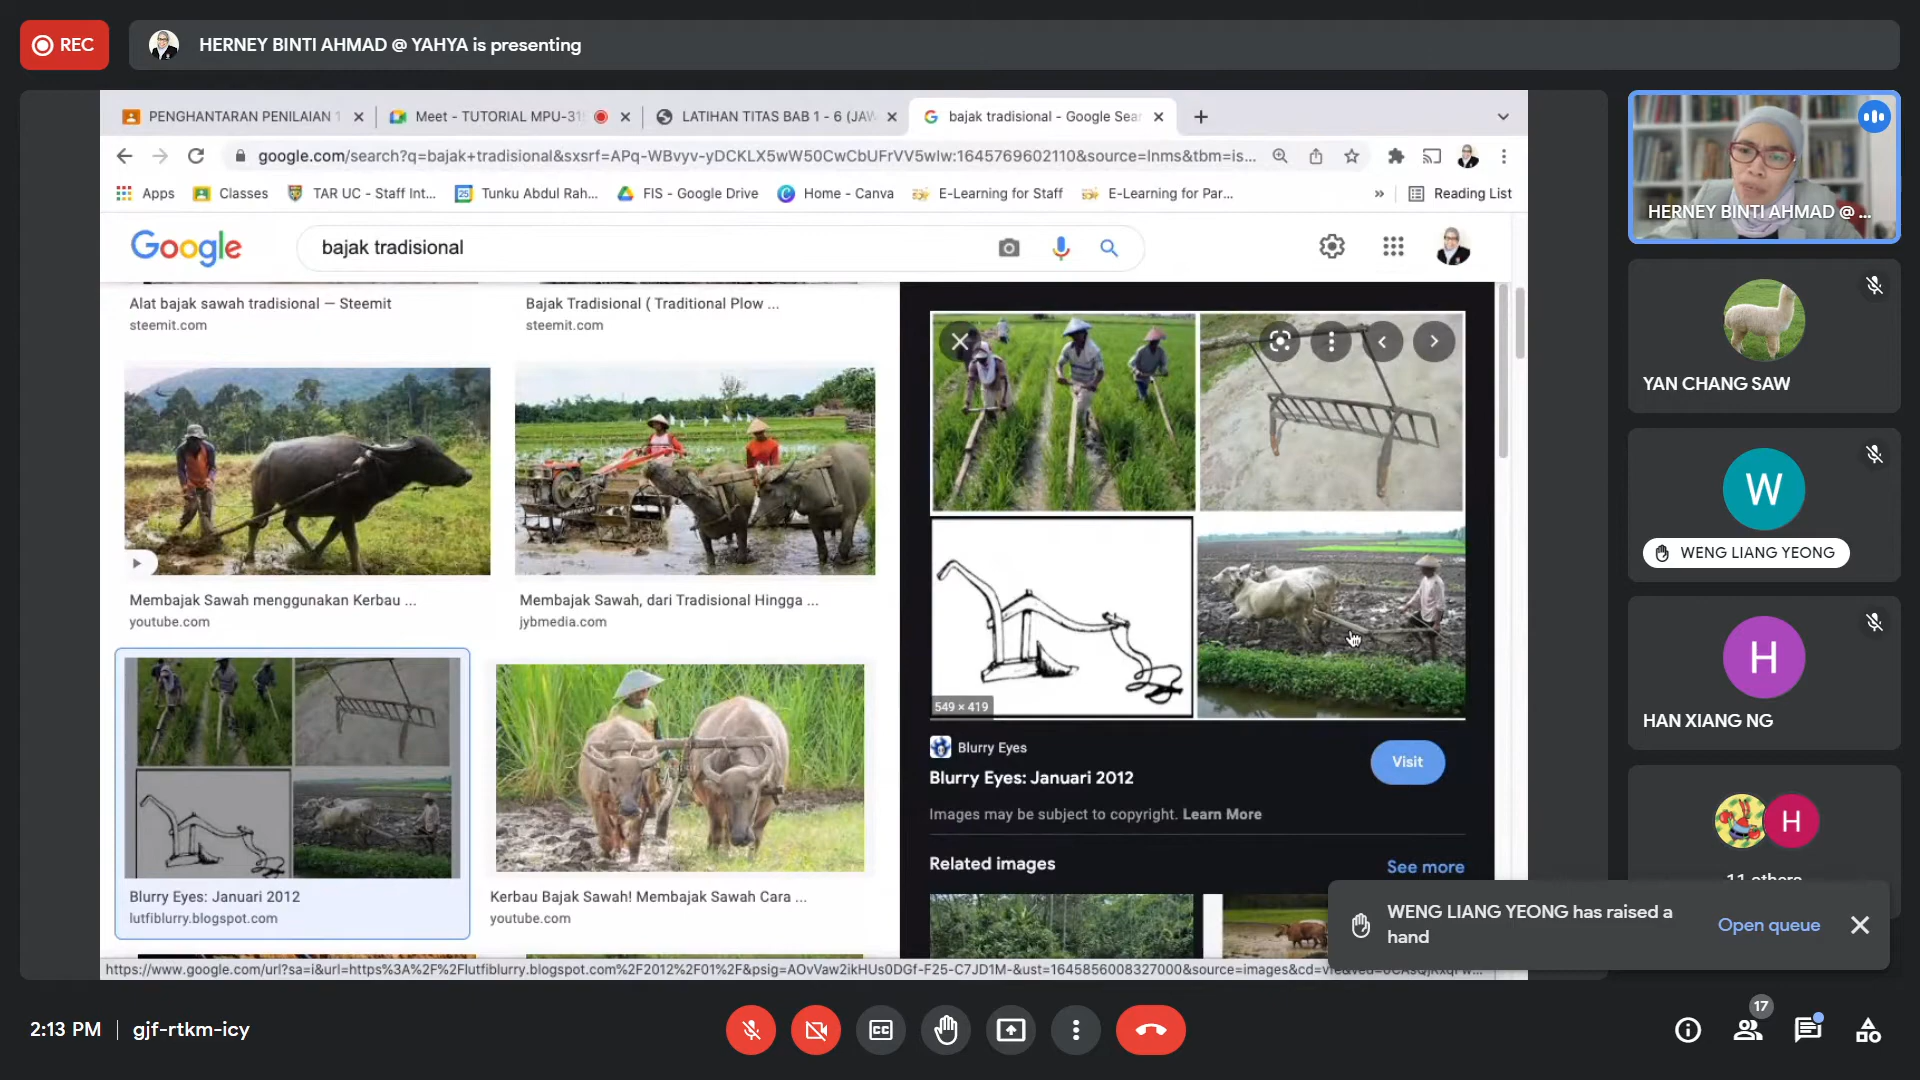 REC
HERNEY BINTI AHMAD @ YAHYA is presenting
PENGHANTARAN PENILAIAN 1
Meet - TUTORIAL MPU-31
LATIHAN TITAS BAB 1 - 6 (JAW
bajak tradisional - Google Sear
google.com/search?q=bajak+tradisional&sxsrf=APq-WBvyv-yDCKLX5wW50CwCbUFrVV5wlw:1645769602110&source=lnms&tbm=is...
Apps
Classes
TAR UC - Staff Int...
Tunku Abdul Rah...
FIS - Google Drive
Home - Canva
E-Learning for Staff
E-Learning for Par...
»
Reading List
Google
bajak tradisional
Alat bajak sawah tradisional — Steemit
steemit.com
Bajak Tradisional ( Traditional Plow ...
steemit.com
Membajak Sawah menggunakan Kerbau ...
youtube.com
Membajak Sawah, dari Tradisional Hingga ...
jybmedia.com
Blurry Eyes: Januari 2012
lutfiblurry.blogspot.com
Kerbau Bajak Sawah! Membajak Sawah Cara ...
youtube.com
549 × 419
Blurry Eyes
Blurry Eyes: Januari 2012
Visit
Images may be subject to copyright. Learn More
Related images
See more
HERNEY BINTI AHMAD @ ...
YAN CHANG SAW
W
WENG LIANG YEONG
H
HAN XIANG NG
H
11 others
WENG LIANG YEONG has raised a
hand
Open queue
2:13 PM | gjf-rtkm-icy
CC
17